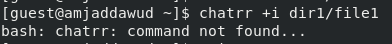 [guest@amjaddawud ~]$ chatrr +i dir1/file1
bash: chatrr: command not found...